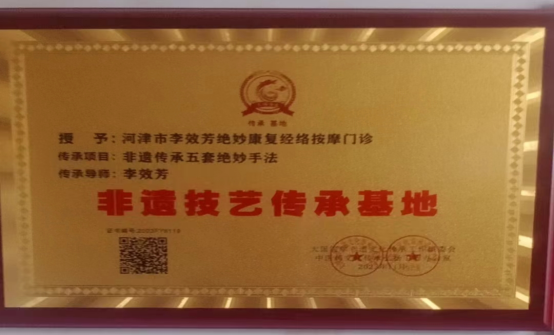 传承 基地
授 予：河津市李效芳绝妙康复经络按摩门诊
传承项目：非遗传承五套绝妙手法
传承导师：李效芳
非遗技艺传承基地